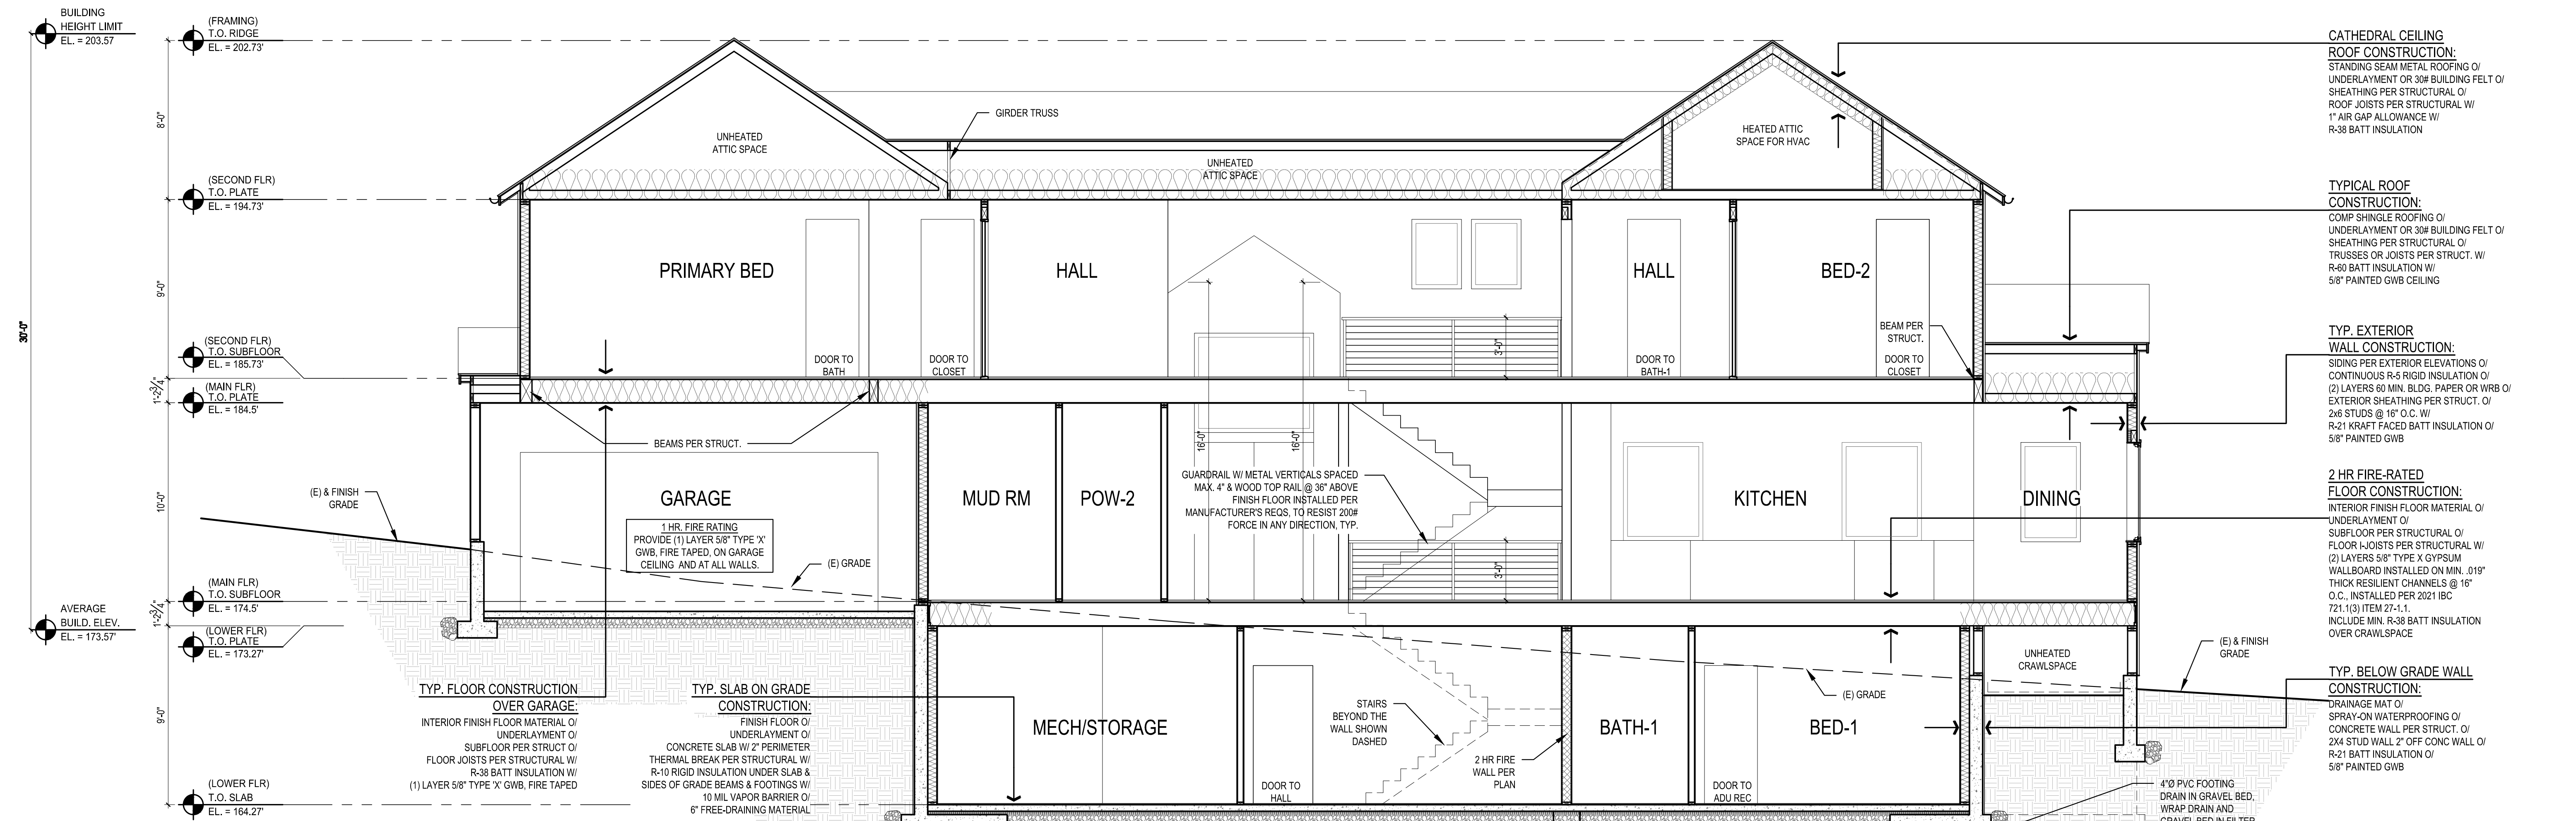 BUILDING
HEIGHT LIMIT
EL. = 203.57
(FRAMING)
T.O. RIDGE
EL. = 202.73'
8'-0"
(SECOND FLR)
T.O. PLATE
EL. = 194.73'
9'-0"
30'-0"
(SECOND FLR)
T.O. SUBFLOOR
EL. = 185.73'
1'-2 3/4"
(MAIN FLR)
T.O. PLATE
EL. = 184.5'
10'-0"
(MAIN FLR)
T.O. SUBFLOOR
EL. = 174.5'
1'-2 3/4"
AVERAGE
BUILD. ELEV.
EL. = 173.57'
(LOWER FLR)
T.O. PLATE
EL. = 173.27'
9'-0"
(LOWER FLR)
T.O. SLAB
EL. = 164.27'
UNHEATED
ATTIC SPACE
GIRDER TRUSS
UNHEATED
ATTIC SPACE
HEATED ATTIC
SPACE FOR HVAC
PRIMARY BED
DOOR TO
BATH
DOOR TO
CLOSET
HALL
3'-0"
HALL
DOOR TO
BATH-1
BED-2
BEAM PER
STRUCT.
DOOR TO
CLOSET
BEAMS PER STRUCT.
(E) & FINISH
GRADE
GARAGE
1 HR. FIRE RATING
PROVIDE (1) LAYER 5/8" TYPE 'X'
GWB, FIRE TAPED, ON GARAGE
CEILING AND AT ALL WALLS.
(E) GRADE
MUD RM
POW-2
16'-0"
16'-0"
GUARDRAIL W/ METAL VERTICALS SPACED
MAX. 4" & WOOD TOP RAIL @ 36" ABOVE
FINISH FLOOR INSTALLED PER
MANUFACTURER'S REQS, TO RESIST 200#
FORCE IN ANY DIRECTION, TYP.
3'-0"
KITCHEN
DINING
TYP. FLOOR CONSTRUCTION
OVER GARAGE:
INTERIOR FINISH FLOOR MATERIAL O/
UNDERLAYMENT O/
SUBFLOOR PER STRUCT O/
FLOOR JOISTS PER STRUCTURAL W/
R-38 BATT INSULATION W/
(1) LAYER 5/8" TYPE 'X' GWB, FIRE TAPED
TYP. SLAB ON GRADE
CONSTRUCTION:
FINISH FLOOR O/
UNDERLAYMENT O/
CONCRETE SLAB W/ 2" PERIMETER
THERMAL BREAK PER STRUCTURAL W/
R-10 RIGID INSULATION UNDER SLAB &
SIDES OF GRADE BEAMS & FOOTINGS W/
10 MIL VAPOR BARRIER O/
6" FREE-DRAINING MATERIAL
MECH/STORAGE
DOOR TO
HALL
STAIRS
BEYOND THE
WALL SHOWN
DASHED
2 HR FIRE
WALL PER
PLAN
BATH-1
DOOR TO
ADU REC
BED-1
(E) GRADE
UNHEATED
CRAWLSPACE
(E) & FINISH
GRADE
CATHEDRAL CEILING
ROOF CONSTRUCTION:
STANDING SEAM METAL ROOFING O/
UNDERLAYMENT OR 30# BUILDING FELT O/
SHEATHING PER STRUCTURAL O/
ROOF JOISTS PER STRUCTURAL W/
1" AIR GAP ALLOWANCE W/
R-38 BATT INSULATION
TYPICAL ROOF
CONSTRUCTION:
COMP SHINGLE ROOFING O/
UNDERLAYMENT OR 30# BUILDING FELT O/
SHEATHING PER STRUCTURAL O/
TRUSSES OR JOISTS PER STRUCT. W/
R-60 BATT INSULATION W/
5/8" PAINTED GWB CEILING
TYP. EXTERIOR
WALL CONSTRUCTION:
SIDING PER EXTERIOR ELEVATIONS O/
CONTINUOUS R-5 RIGID INSULATION O/
(2) LAYERS 60 MIN. BLDG. PAPER OR WRB O/
EXTERIOR SHEATHING PER STRUCT. O/
2x6 STUDS @ 16" O.C. W/
R-21 KRAFT FACED BATT INSULATION O/
5/8" PAINTED GWB
2 HR FIRE-RATED
FLOOR CONSTRUCTION:
INTERIOR FINISH FLOOR MATERIAL O/
UNDERLAYMENT O/
SUBFLOOR PER STRUCTURAL O/
FLOOR I-JOISTS PER STRUCTURAL W/
(2) LAYERS 5/8" TYPE X GYPSUM
WALLBOARD INSTALLED ON MIN. .019"
THICK RESILIENT CHANNELS @ 16"
O.C., INSTALLED PER 2021 IBC
721.1(3) ITEM 27-1.1.
INCLUDE MIN. R-38 BATT INSULATION
OVER CRAWLSPACE
TYP. BELOW GRADE WALL
CONSTRUCTION:
DRAINAGE MAT O/
SPRAY-ON WATERPROOFING O/
CONCRETE WALL PER STRUCT. O/
2X4 STUD WALL 2" OFF CONC WALL O/
R-21 BATT INSULATION O/
5/8" PAINTED GWB
4"Ø PVC FOOTING
DRAIN IN GRAVEL BED,
WRAP DRAIN AND
GRAVEL BED IN FILTER